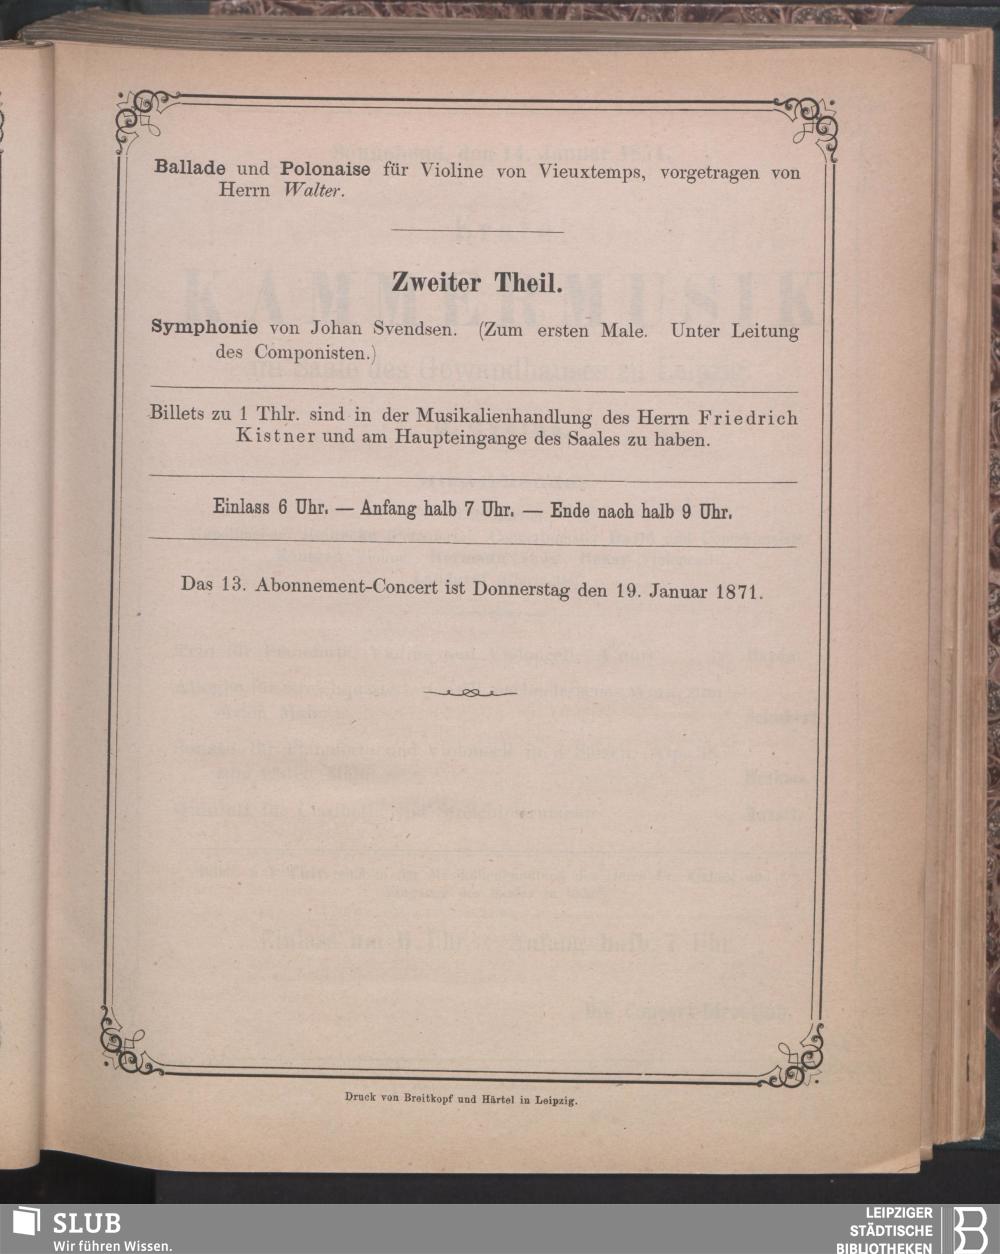 Ballade und Polonaise für Violine von Vieuxtemps, vorgetragen von
Herrn Walter.
Zweiter Theil.
Symphonie von Johan Svendsen. (Zum ersten Male. Unter Leitung
des Componisten.)
Billets zu 1 Thlr. sind in der Musikalienhandlung des Herrn Friedrich
Kistner und am Haupteingange des Saales zu haben.
Einlass 6 Uhr. — Anfang halb 7 Uhr. — Ende nach halb 9 Uhr.
Das 13. Abonnement-Concert ist Donnerstag den 19. Januar 1871.
Druck von Breitkopf und Härtel in Leipzig.
SLUB
Wir führen Wissen.
LEIPZIGER
STÄDTISCHE
BIBLIOTHEKEN